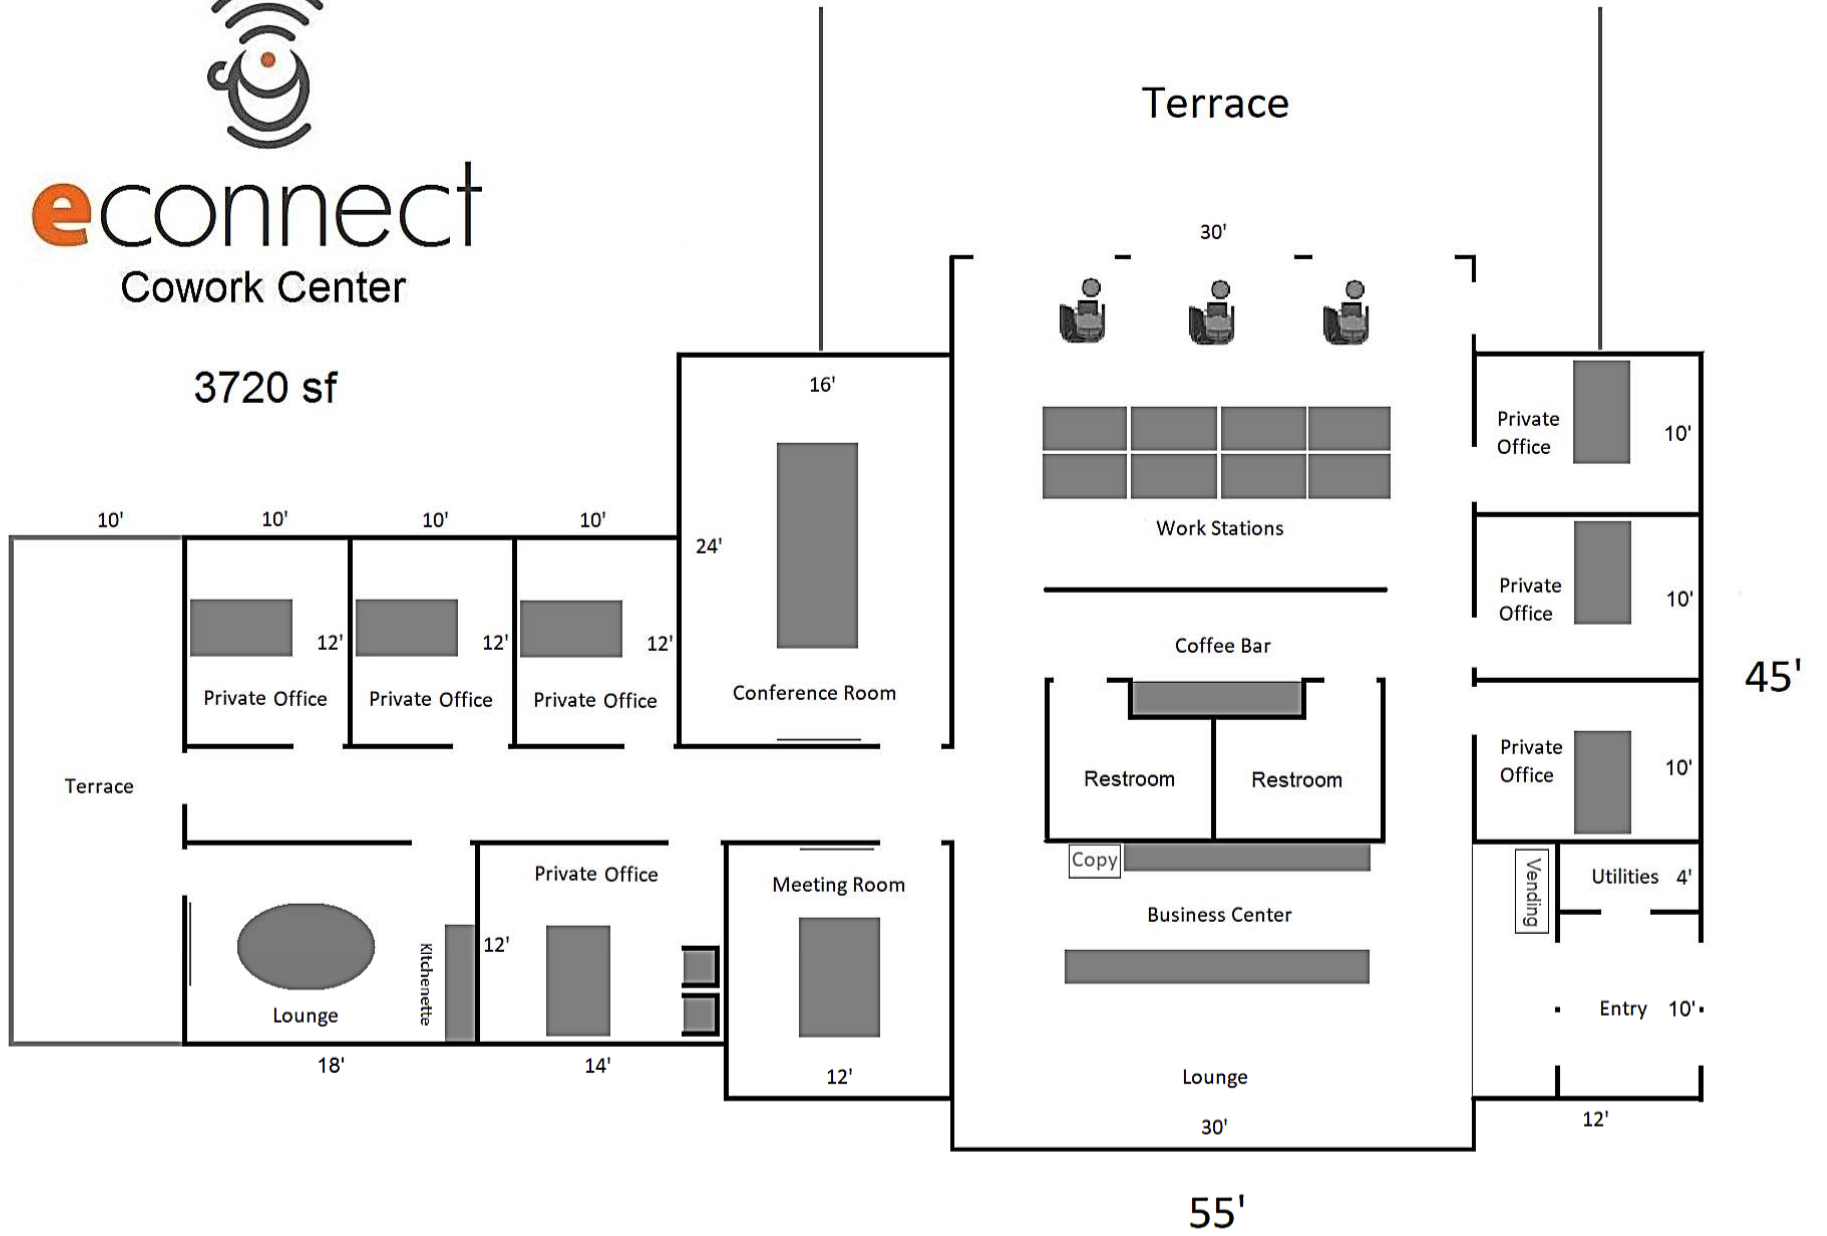 econnect
Cowork Center
3720 sf
Terrace
30'
16'
24'
Conference Room
Work Stations
Coffee Bar
Restroom
Restroom
Copy
Business Center
Lounge
30'
55'
Private
Office
10'
Private
Office
10'
Private
Office
10'
45'
Vending
Utilities 4'
Entry 10'
12'
10'
10'
10'
10'
12'
12'
12'
Private Office
Private Office
Private Office
Terrace
Lounge
Kitchenette
18'
Private Office
12'
14'
Meeting Room
12'